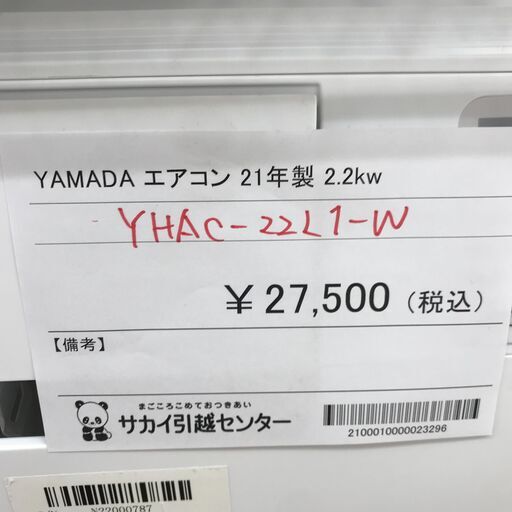 YAMADA エアコン 21年製 2.2kw
YHAC-22L1-W
￥27,500（税込）
【備考】
まごころこめておつきあい
サカイ引越センター
2100010000023296
N22000787